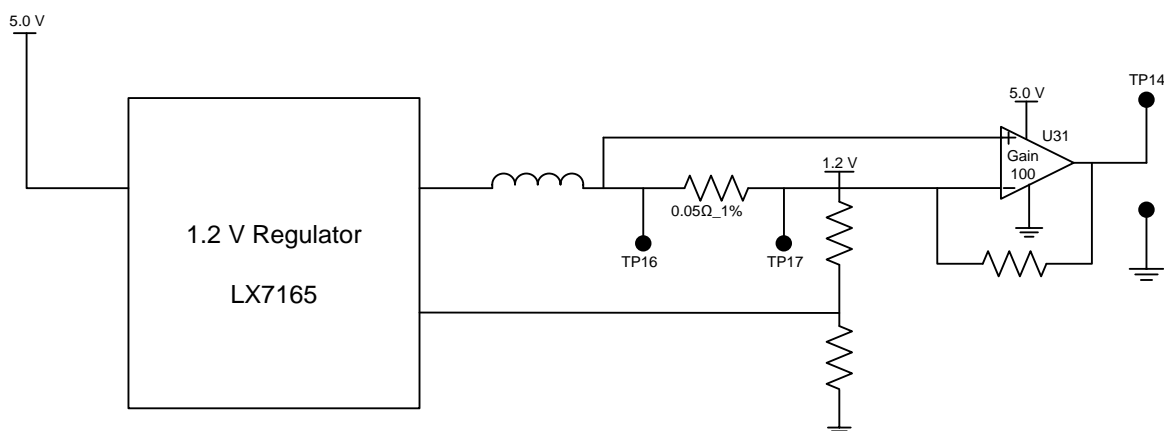 5.0 V
TP14
5.0 V
U31
Gain
100
1.2 V
0.05Ω_1%
1.2 V Regulator
TP16
TP17
LX7165